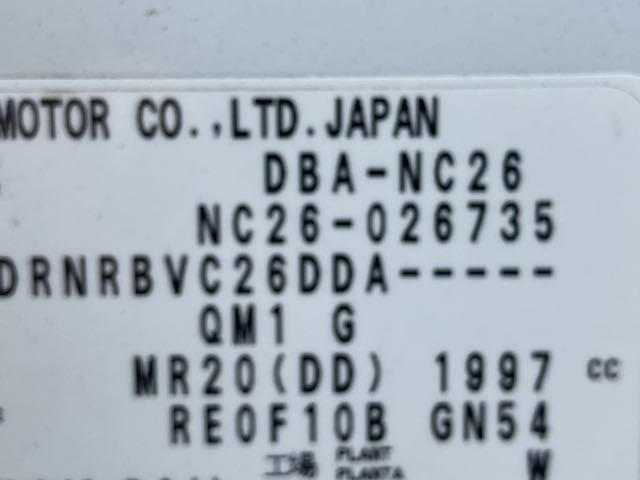 MOTOR CO.,LTD.JAPAN
DBA-NC26
NC26-026735
DRNRBVC26DDA-----
QM1 G
MR20(DD) 1997 cc
RE0F10B GN54
工場 PLANT
PLANTA W